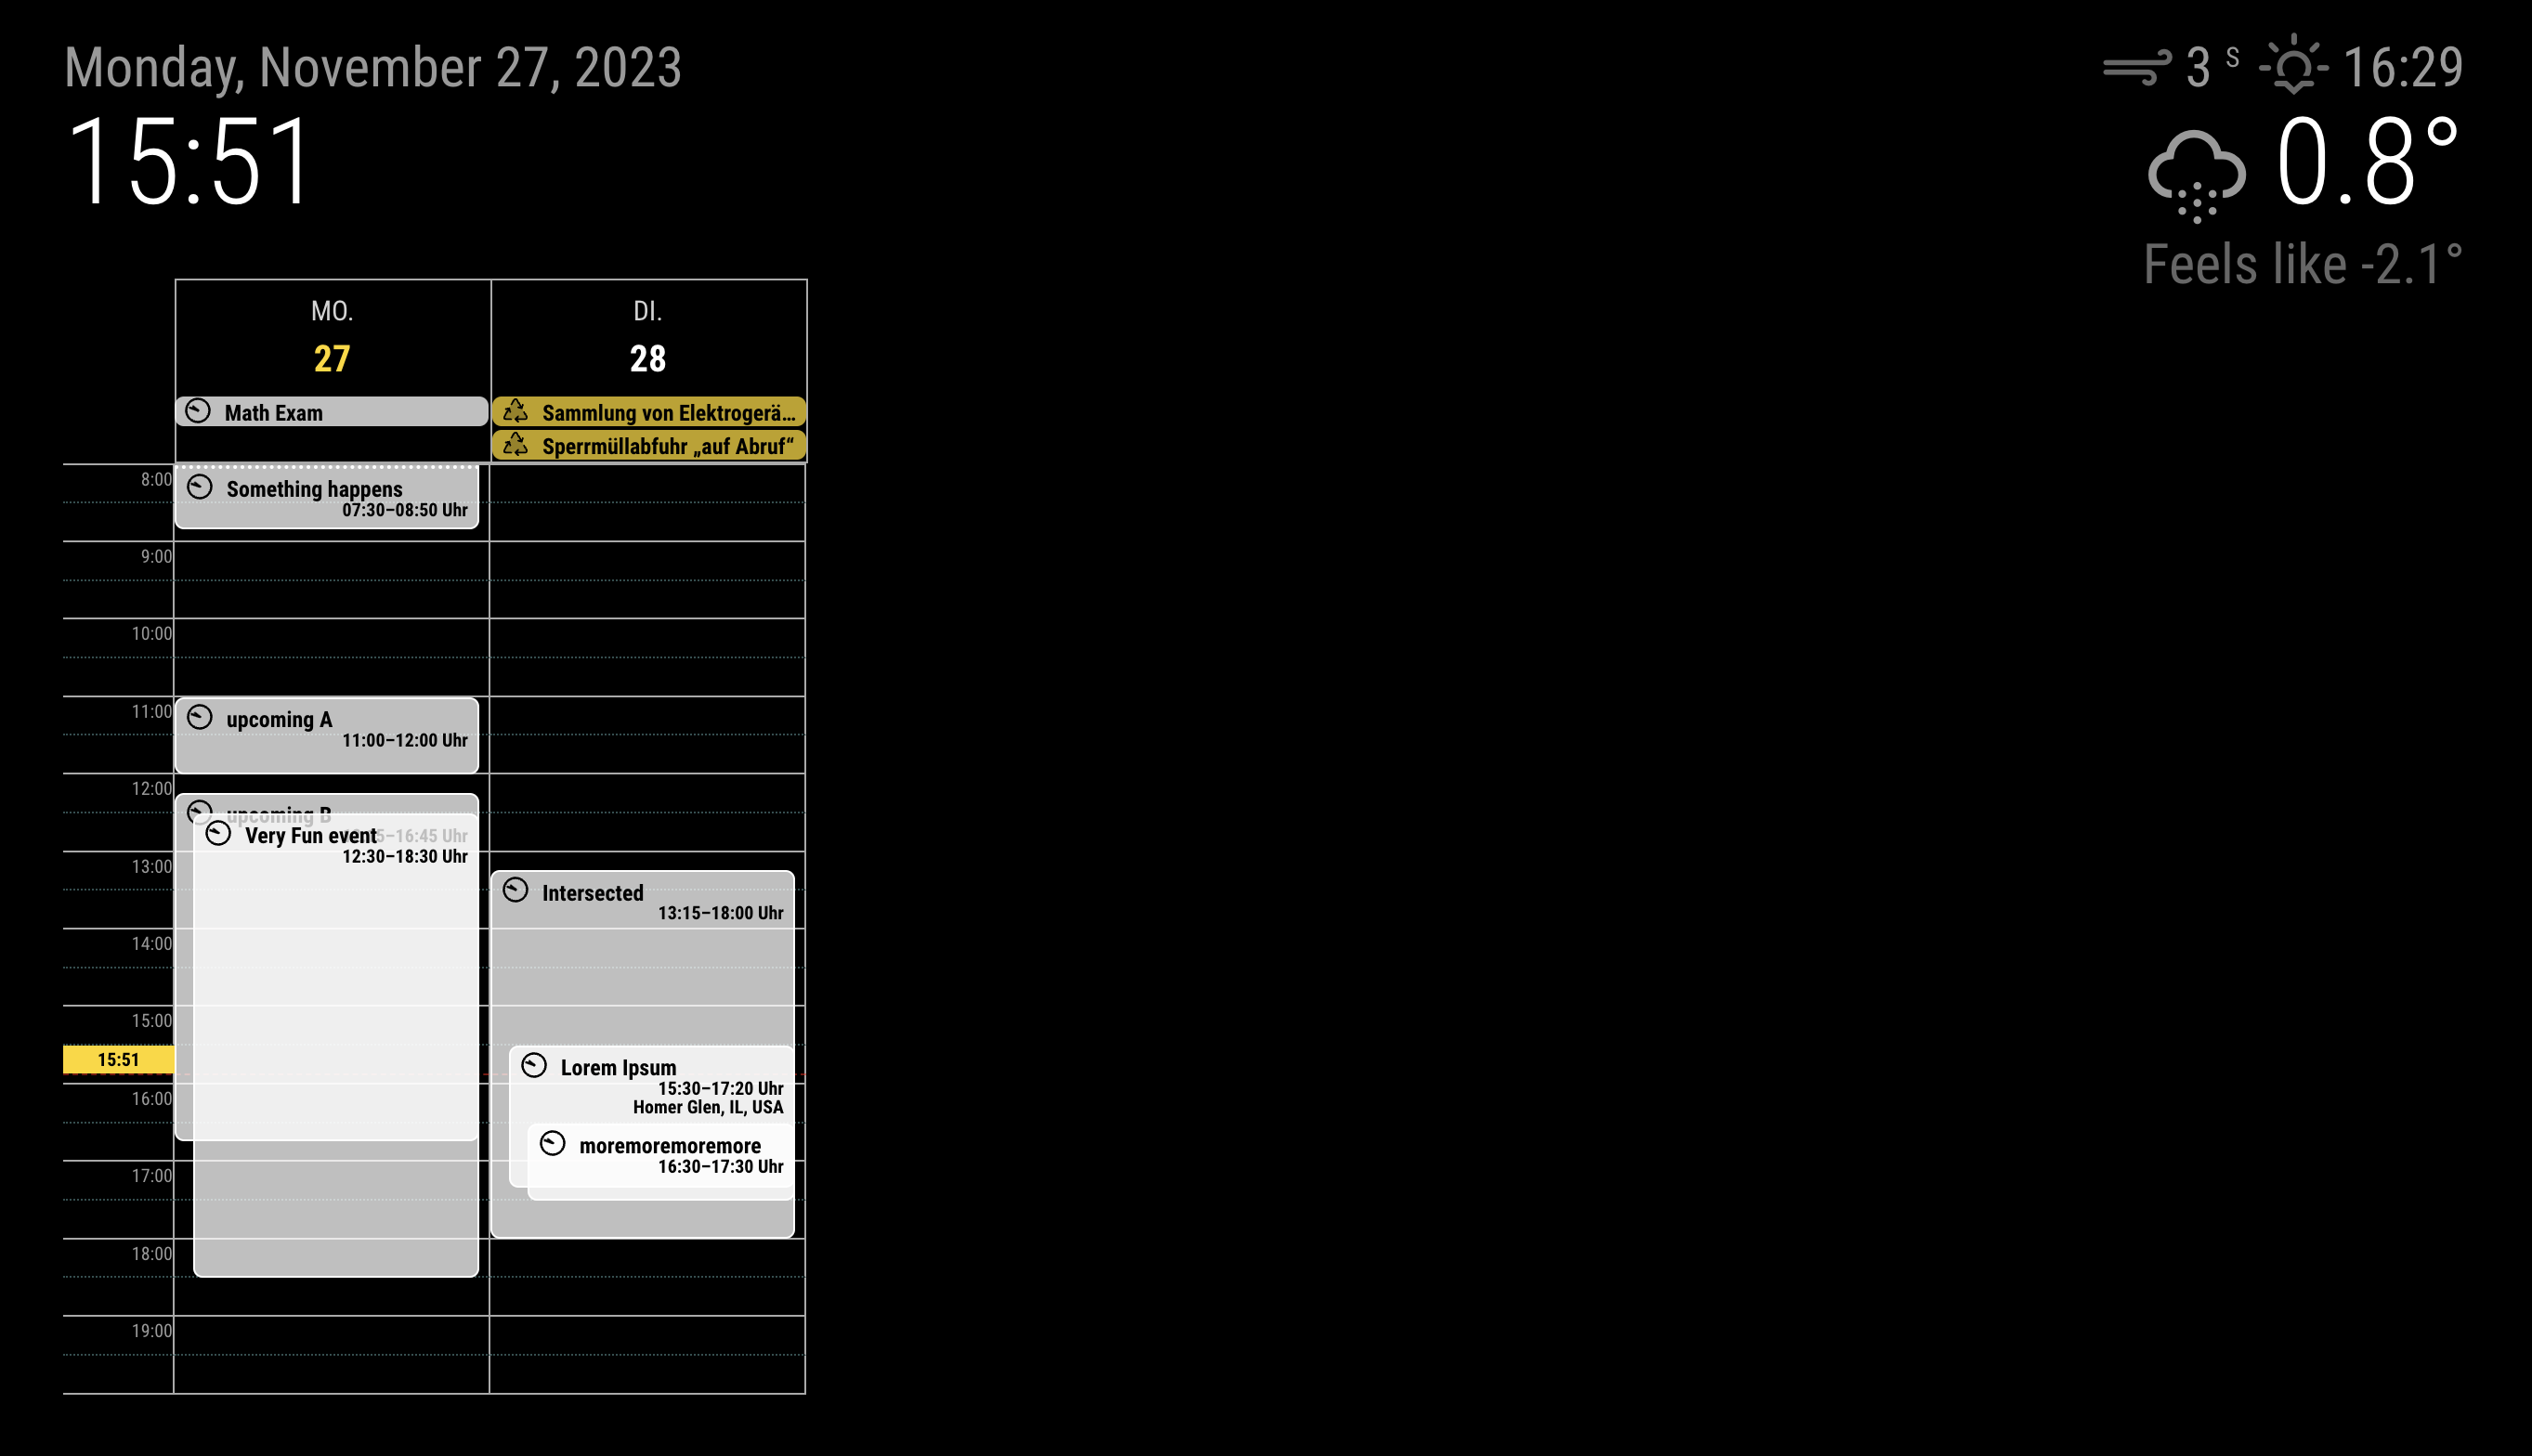 Monday, November 27, 2023
15:51
3 S 16:29
0.8°
Feels like -2.1°
MO.
27
DI.
28
Math Exam
Sammlung von Elektrogerä...
Sperrmüllabfuhr „auf Abruf“
8:00
Something happens
07:30–08:50 Uhr
9:00
10:00
11:00
upcoming A
11:00–12:00 Uhr
12:00
upcoming B
5–16:45 Uhr
Very Fun event
12:30–18:30 Uhr
13:00
Intersected
13:15–18:00 Uhr
14:00
15:00
15:51
Lorem Ipsum
15:30–17:20 Uhr
Homer Glen, IL, USA
16:00
moremoremoremore
16:30–17:30 Uhr
17:00
18:00
19:00